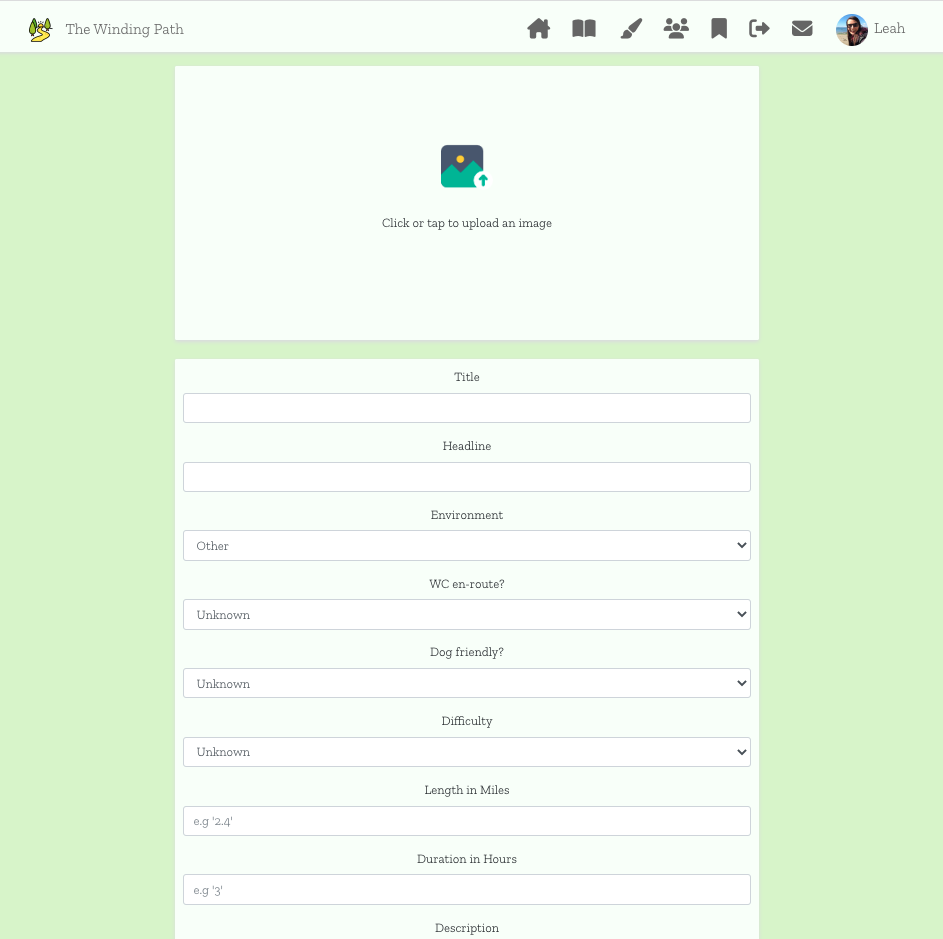 The Winding Path
Leah
Click or tap to upload an image
Title
Headline
Environment
Other
WC en-route?
Unknown
Dog friendly?
Unknown
Difficulty
Unknown
Length in Miles
e.g '2.4'
Duration in Hours
e.g '3'
Description